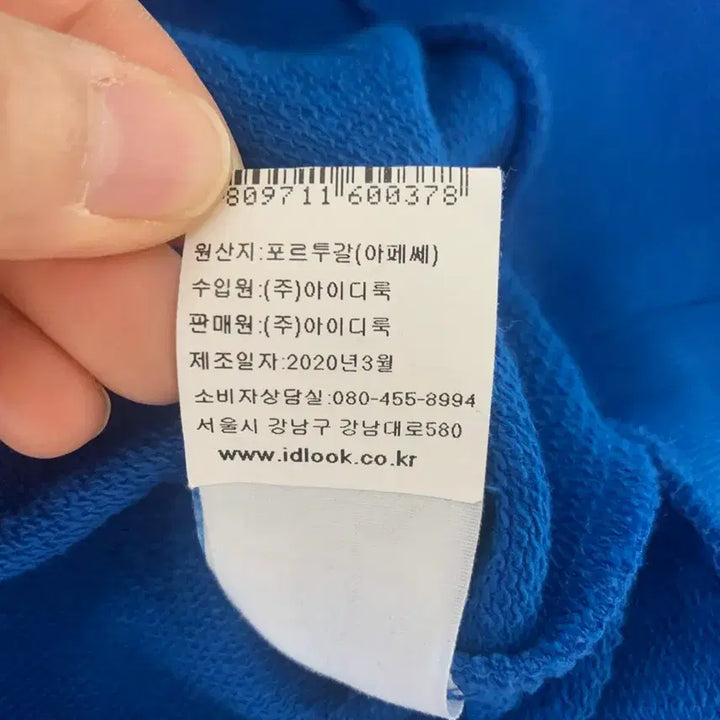 809711 600378
원산지:포르투갈(아페쎄)
수입원:(주)아이디룩
판매원:(주)아이디룩
제조일자:2020년3월
소비자상담실:080-455-8994
서울시 강남구 강남대로580
www.idlook.co.kr